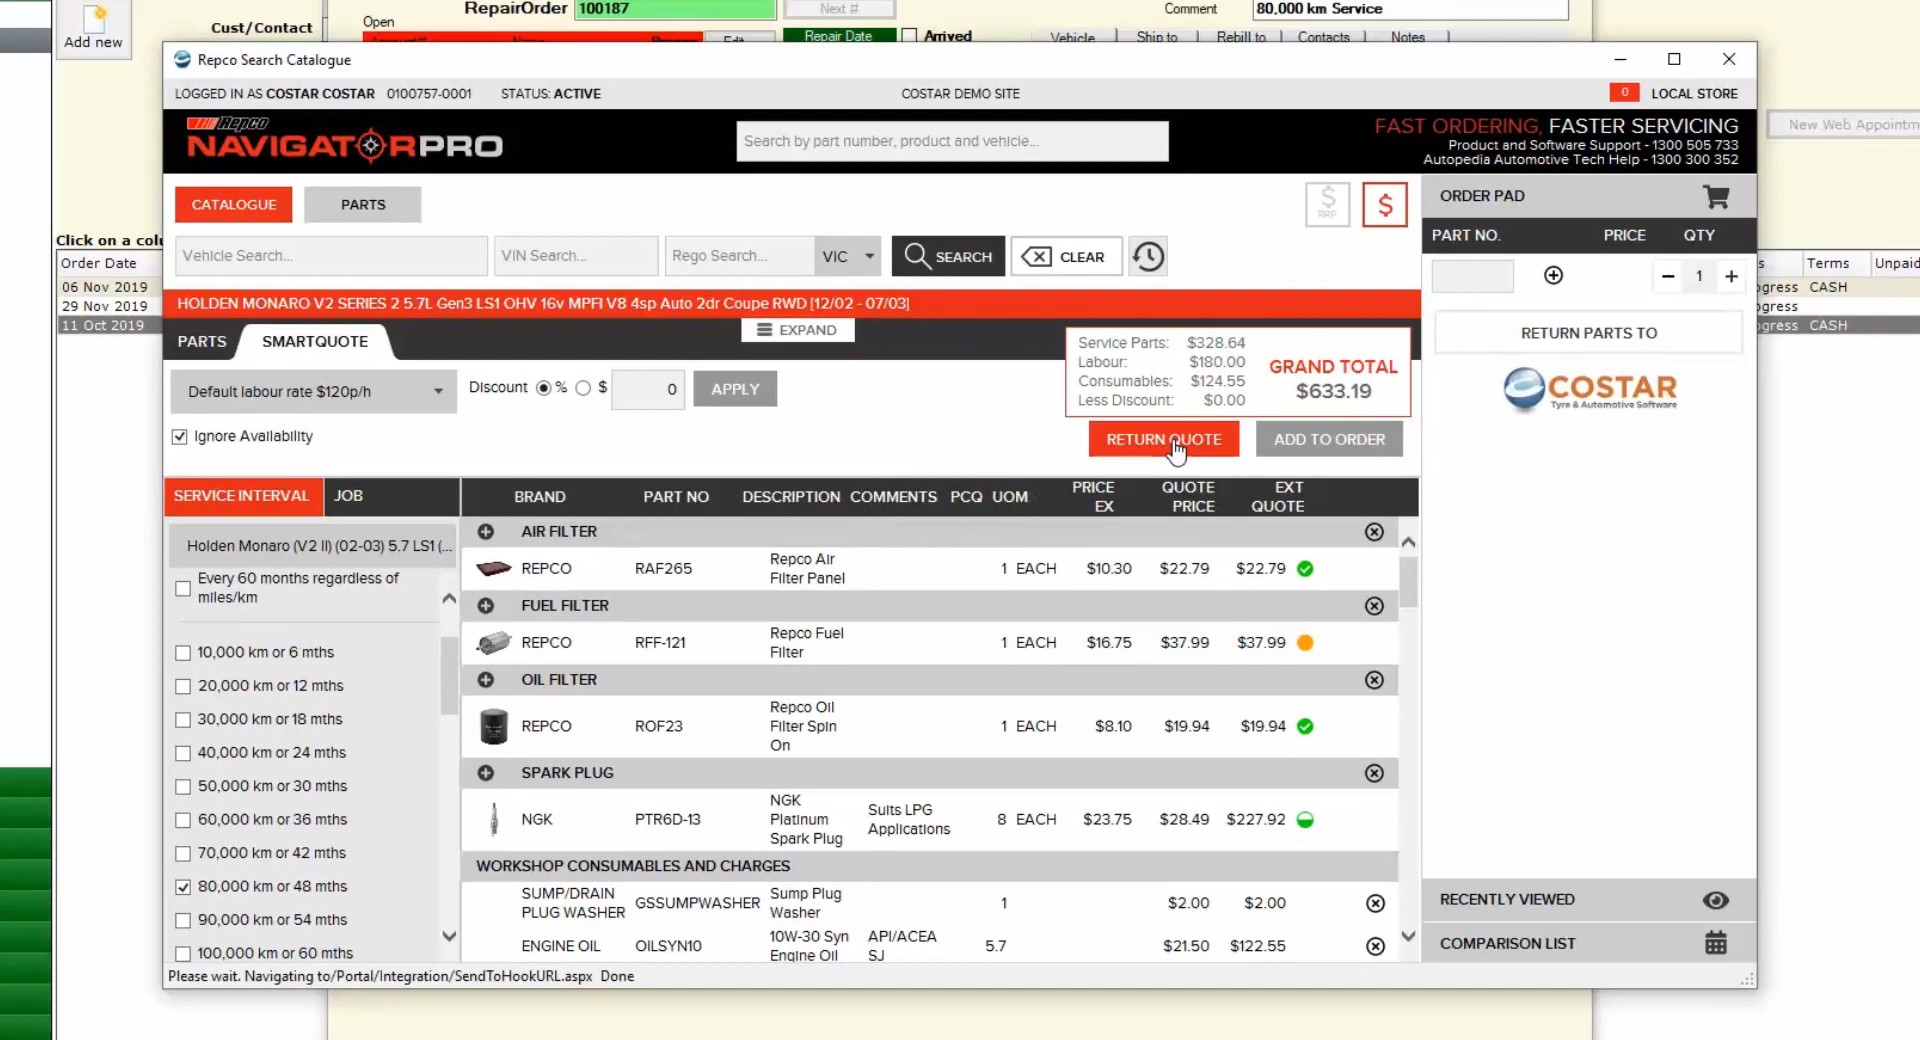 Add new
Cust/Contact
RepairOrder 100187
Next #
Comment 80,000 km Service
Open
Repair Date
Arrived
Vehicle
Ship to
Rebill to
Contacts
Notes
Edit
New Web Appointm
Click on a colu
Order Date
06 Nov 2019
29 Nov 2019
11 Oct 2019
s Terms Unpaid
ogress CASH
ogress
ogress CASH
Repco Search Catalogue
LOGGED IN AS COSTAR COSTAR 0100757-0001 STATUS: ACTIVE COSTAR DEMO SITE 0 LOCAL STORE
Repco
NAVIGATORPRO
Search by part number, product and vehicle...
FAST ORDERING, FASTER SERVICING
Product and Software Support - 1300 505 733
Autopedia Automotive Tech Help - 1300 300 352
CATALOGUE PARTS
$ RRP
$
Vehicle Search... VIN Search... Rego Search... VIC SEARCH CLEAR
HOLDEN MONARO V2 SERIES 2 5.7L Gen3 LS1 OHV 16v MPFI V8 4sp Auto 2dr Coupe RWD [12/02 - 07/03]
PARTS SMARTQUOTE EXPAND
Default labour rate $120p/h Discount % $ 0 APPLY
Ignore Availability
Service Parts: $328.64
Labour: $180.00
Consumables: $124.55
Less Discount: $0.00
GRAND TOTAL
$633.19
RETURN QUOTE ADD TO ORDER
SERVICE INTERVAL JOB
Holden Monaro (V2 II) (02-03) 5.7 LS1 (...
Every 60 months regardless of
miles/km
10,000 km or 6 mths
20,000 km or 12 mths
30,000 km or 18 mths
40,000 km or 24 mths
50,000 km or 30 mths
60,000 km or 36 mths
70,000 km or 42 mths
80,000 km or 48 mths
90,000 km or 54 mths
100,000 km or 60 mths
BRAND PART NO DESCRIPTION COMMENTS PCQ UOM PRICE EX QUOTE PRICE EXT QUOTE
AIR FILTER
REPCO RAF265 Repco Air Filter Panel 1 EACH $10.30 $22.79 $22.79
FUEL FILTER
REPCO RFF-121 Repco Fuel Filter 1 EACH $16.75 $37.99 $37.99
OIL FILTER
REPCO ROF23 Repco Oil Filter Spin On 1 EACH $8.10 $19.94 $19.94
SPARK PLUG
NGK PTR6D-13 NGK Platinum Spark Plug Suits LPG Applications 8 EACH $23.75 $28.49 $227.92
WORKSHOP CONSUMABLES AND CHARGES
SUMP/DRAIN PLUG WASHER GSSUMPWASHER Sump Plug Washer 1 $2.00 $2.00
ENGINE OIL OILSYN10 10W-30 Syn Engine Oil API/ACEA SJ 5.7 $21.50 $122.55
ORDER PAD
PART NO. PRICE QTY
1
RETURN PARTS TO
COSTAR
Tyre & Automotive Software
RECENTLY VIEWED
COMPARISON LIST
Please wait. Navigating to/Portal/Integration/SendToHookURL.aspx Done